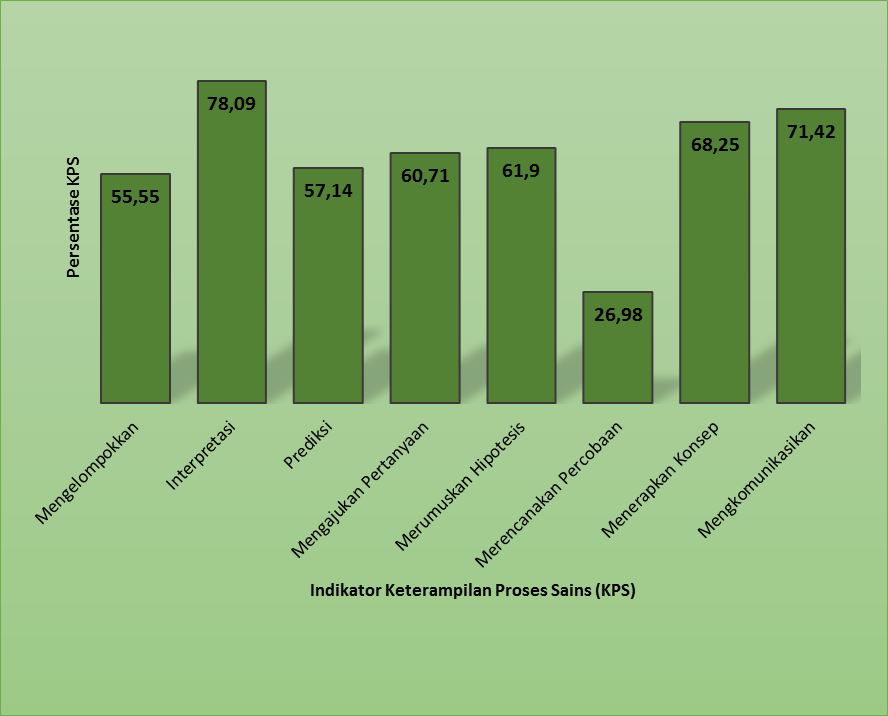 Persentase KPS
55,55
78,09
57,14
60,71
61,9
26,98
68,25
71,42
Mengelompokkan
Interpretasi
Prediksi
Mengajukan Pertanyaan
Merumuskan Hipotesis
Merencanakan Percobaan
Menerapkan Konsep
Mengkomunikasikan
Indikator Keterampilan Proses Sains (KPS)